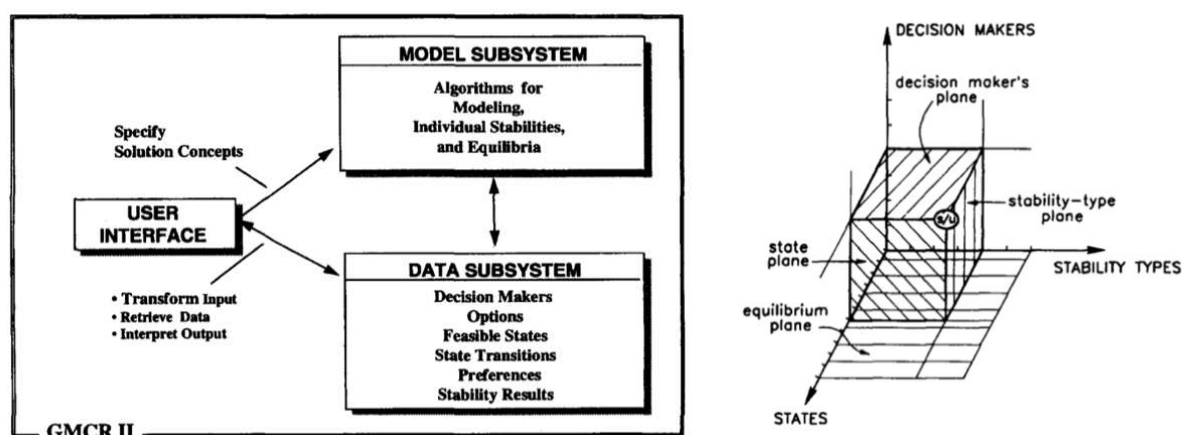 MODEL SUBSYSTEM
Algorithms for
Modeling,
Individual Stabilities,
and Equilibria
Specify
Solution Concepts
USER
INTERFACE
• Transform Input
• Retrieve Data
• Interpret Output
DATA SUBSYSTEM
Decision Makers
Options
Feasible States
State Transitions
Preferences
Stability Results
GMCR II
DECISION MAKERS
decision maker's
plane
s/u
stability-type
plane
state
plane
STABILITY TYPES
equilibrium
plane
STATES